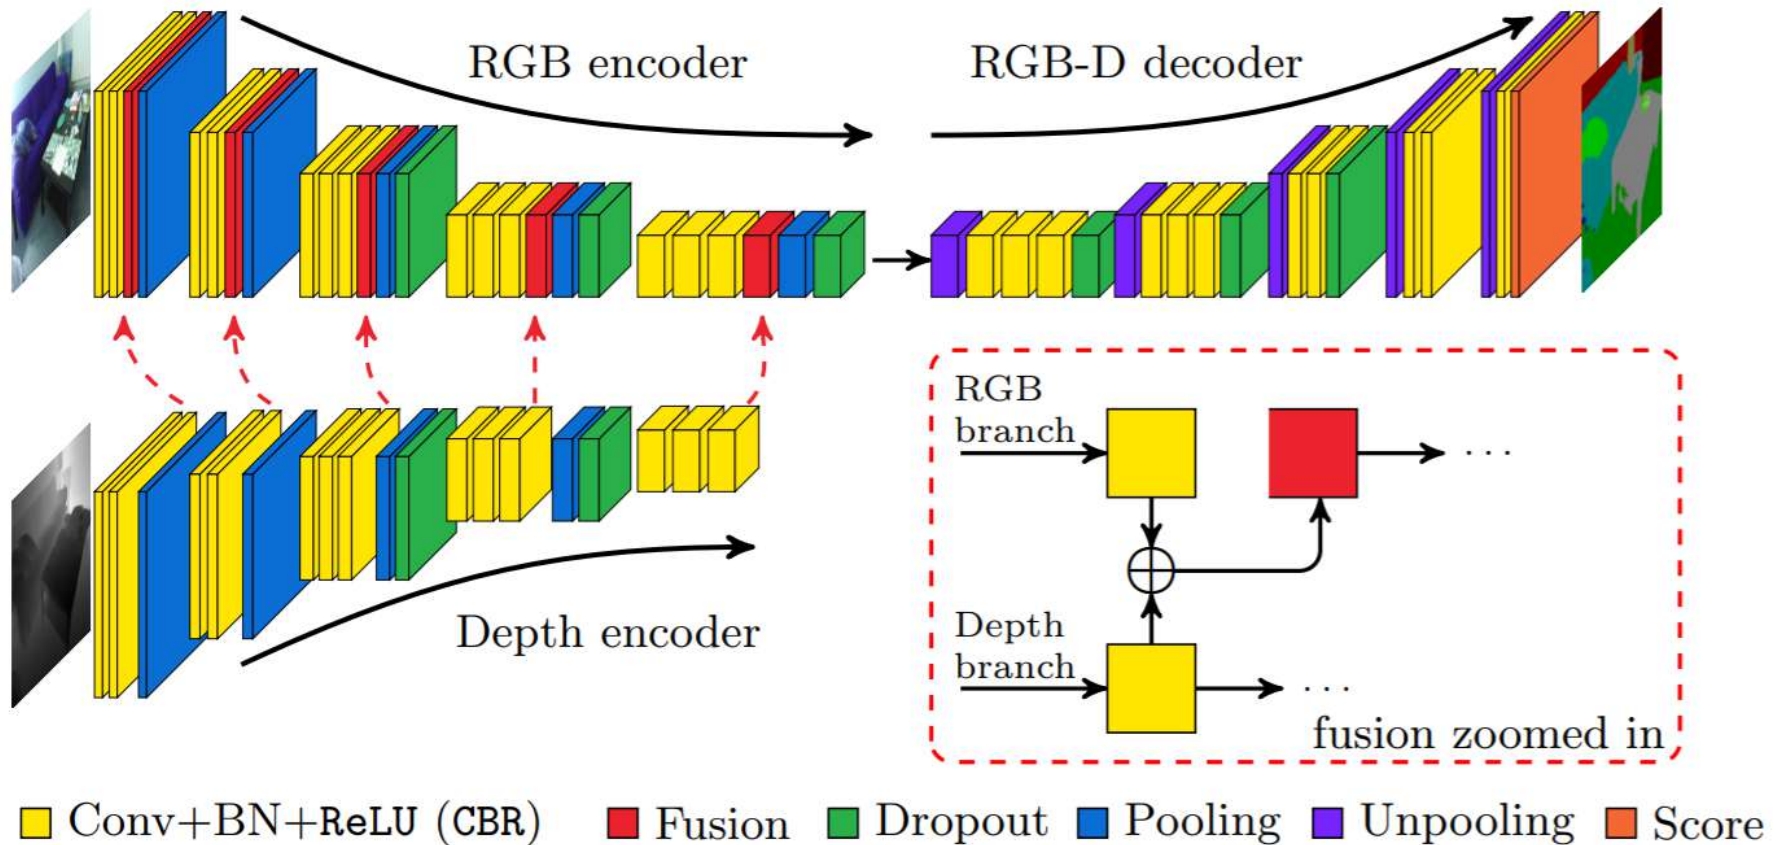 RGB encoder
RGB-D decoder
Depth encoder
RGB
branch
. . .
Depth
branch
. . .
fusion zoomed in
Conv+BN+ReLU (CBR) Fusion Dropout Pooling Unpooling Score